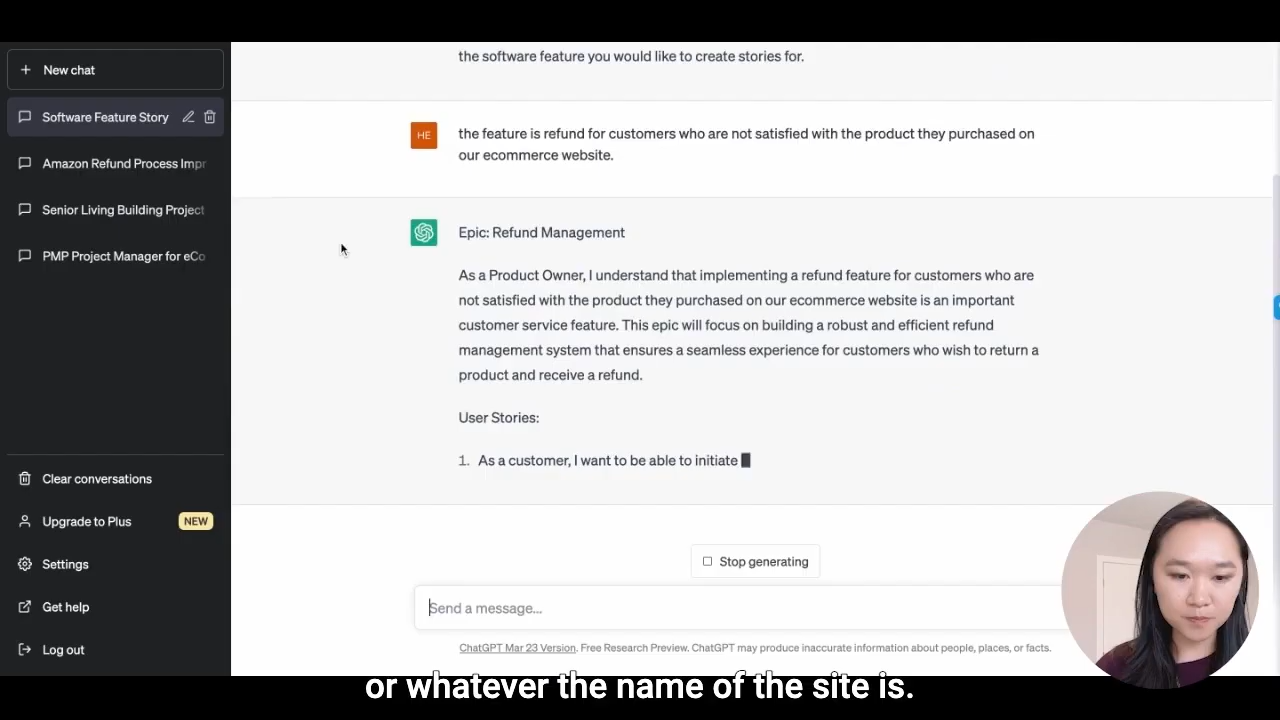 New chat
Software Feature Story
Amazon Refund Process Impr
Senior Living Building Project
PMP Project Manager for eCo
Clear conversations
Upgrade to Plus NEW
Settings
Get help
Log out
the software feature you would like to create stories for.
HE
the feature is refund for customers who are not satisfied with the product they purchased on
our ecommerce website.
Epic: Refund Management
As a Product Owner, I understand that implementing a refund feature for customers who are
not satisfied with the product they purchased on our ecommerce website is an important
customer service feature. This epic will focus on building a robust and efficient refund
management system that ensures a seamless experience for customers who wish to return a
product and receive a refund.
User Stories:
1. As a customer, I want to be able to initiate
Stop generating
Send a message...
ChatGPT Mar 23 Version. Free Research Preview. ChatGPT may produce inaccurate information about people, places, or facts.
or whatever the name of the site is.